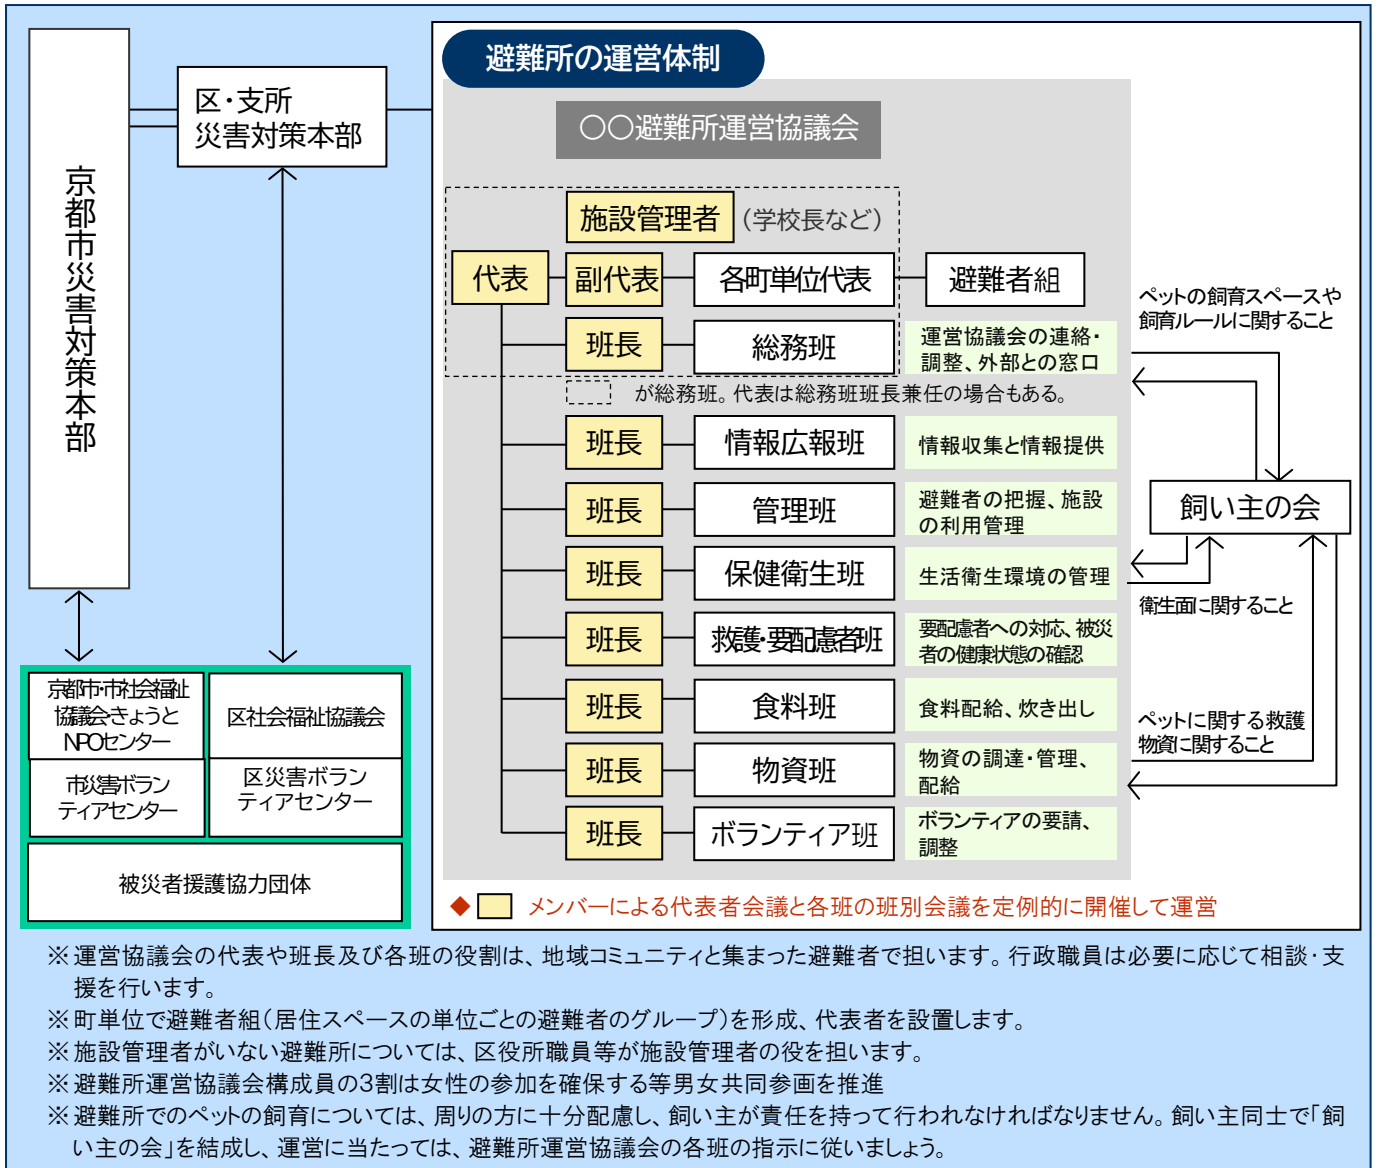 京都市災害対策本部
区・支所
災害対策本部
避難所の運営体制
〇〇避難所運営協議会
施設管理者
(学校長など)
代表
副代表
各町単位代表
避難者組
班長
総務班
運営協議会の連絡・
調整、外部との窓口
が総務班。代表は総務班班長兼任の場合もある。
班長
情報広報班
情報収集と情報提供
班長
管理班
避難者の把握、施設
の利用管理
班長
保健衛生班
生活衛生環境の管理
班長
救護・要配慮者班
要配慮者への対応、被災
者の健康状態の確認
班長
食料班
食料配給、炊き出し
班長
物資班
物資の調達・管理、
配給
班長
ボランティア班
ボランティアの要請、
調整
ペットの飼育スペースや
飼育ルールに関すること
飼い主の会
衛生面に関すること
ペットに関する救護
物資に関すること
京都市・市社会福祉
協議会・きょうと
NPOセンター
区社会福祉協議会
市災害ボラン
ティアセンター
区災害ボラン
ティアセンター
被災者援護協力団体
◆ メンバーによる代表者会議と各班の班別会議を定例的に開催して運営
※運営協議会の代表や班長及び各班の役割は、地域コミュニティと集まった避難者で担います。行政職員は必要に応じて相談・支
援を行います。
※町単位で避難者組(居住スペースの単位ごとの避難者のグループ)を形成、代表者を設置します。
※施設管理者がいない避難所については、区役所職員等が施設管理者の役を担います。
※避難所運営協議会構成員の3割は女性の参加を確保する等男女共同参画を推進
※避難所でのペットの飼育については、周りの方に十分配慮し、飼い主が責任を持って行われなければなりません。飼い主同士で「飼
い主の会」を結成し、運営に当たっては、避難所運営協議会の各班の指示に従いましょう。